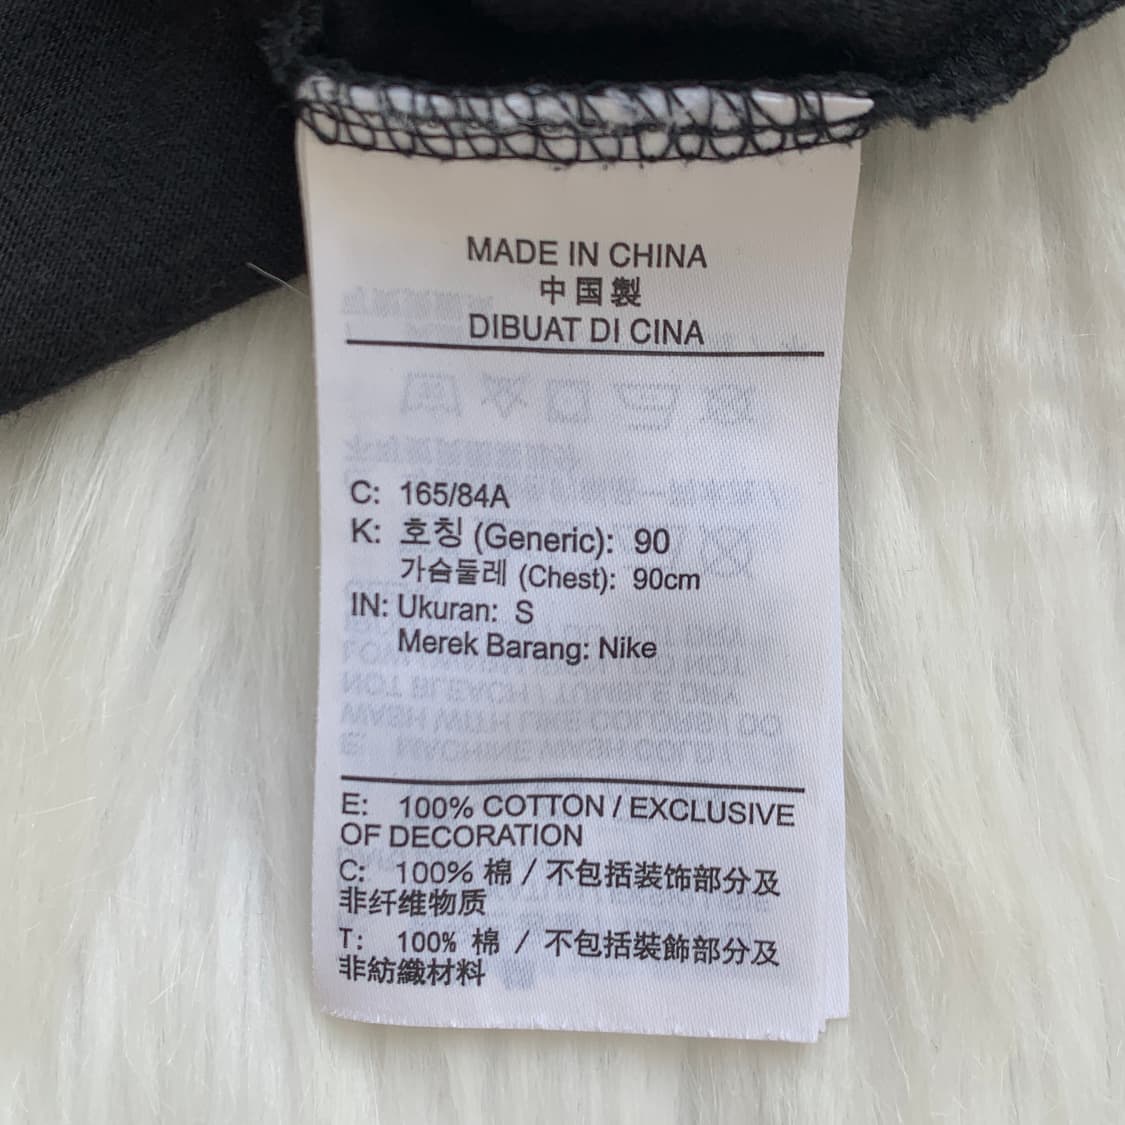 MADE IN CHINA
中国製
DIBUAT DI CINA
C: 165/84A
K: 호칭 (Generic): 90
가슴둘레 (Chest): 90cm
IN: Ukuran: S
Merek Barang: Nike
E: 100% COTTON / EXCLUSIVE
OF DECORATION
C: 100% 棉 / 不包括装饰部分及
非纤维物质
T: 100% 棉 / 不包括裝飾部分及
非紡織材料